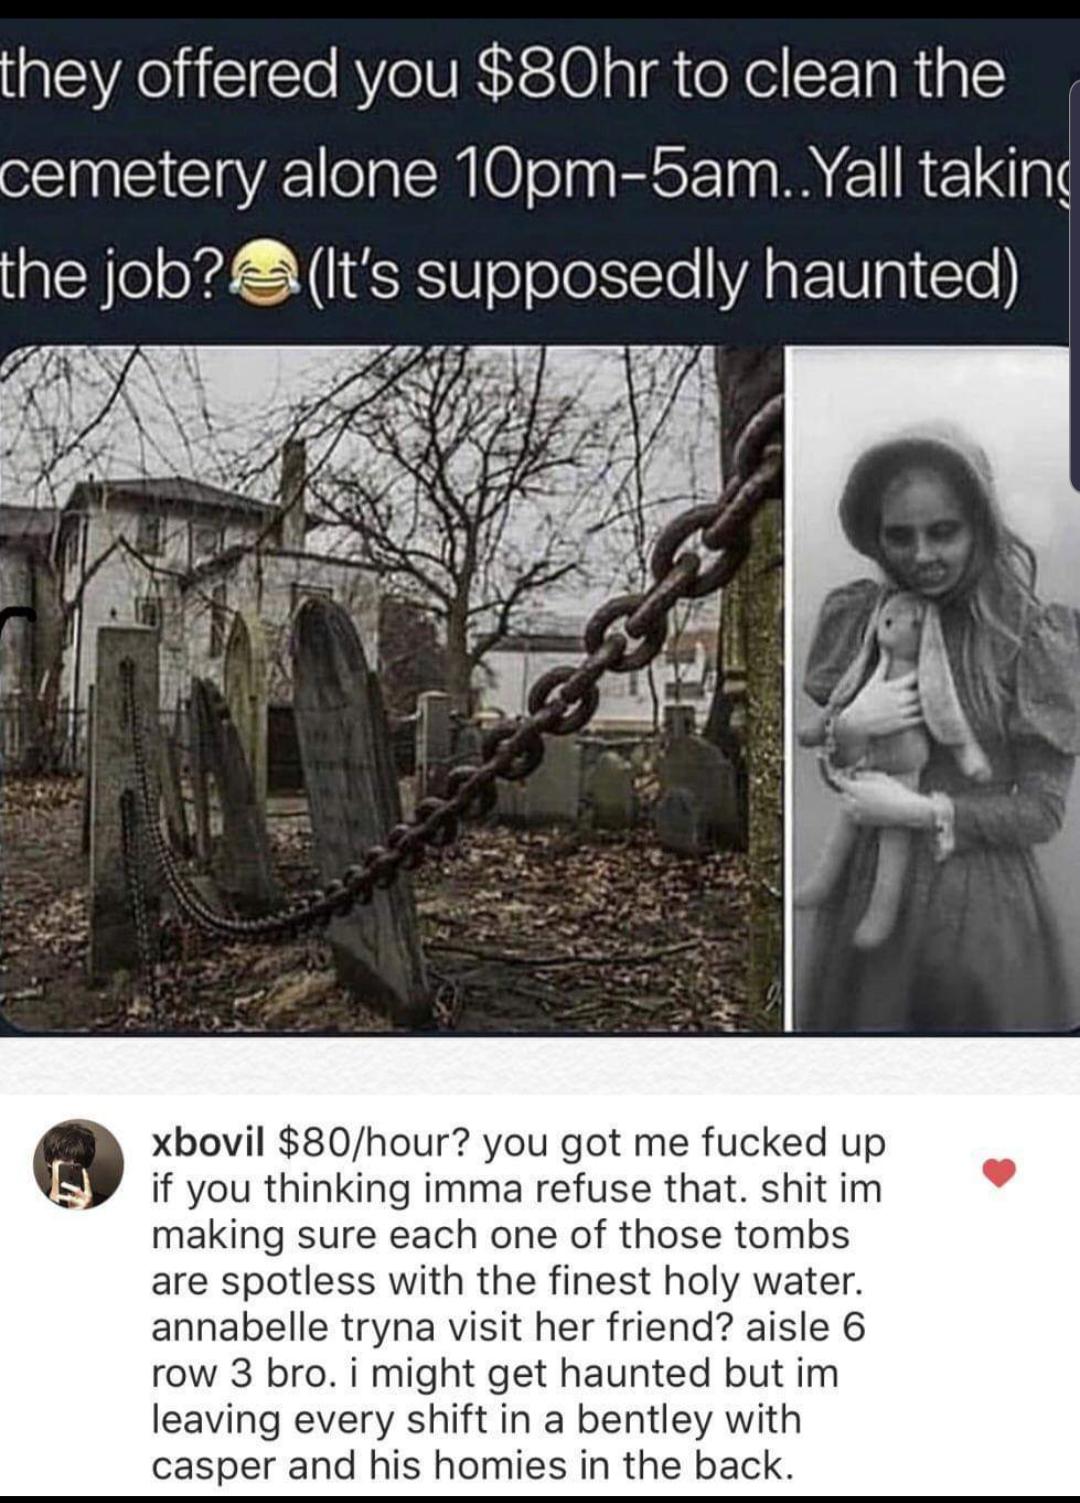 they offered you $80hr to clean the
cemetery alone 10pm-5am..Yall taking
the job?😂(It's supposedly haunted)
xbovil $80/hour? you got me fucked up
if you thinking imma refuse that. shit im
making sure each one of those tombs
are spotless with the finest holy water.
annabelle tryna visit her friend? aisle 6
row 3 bro. i might get haunted but im
leaving every shift in a bentley with
casper and his homies in the back.